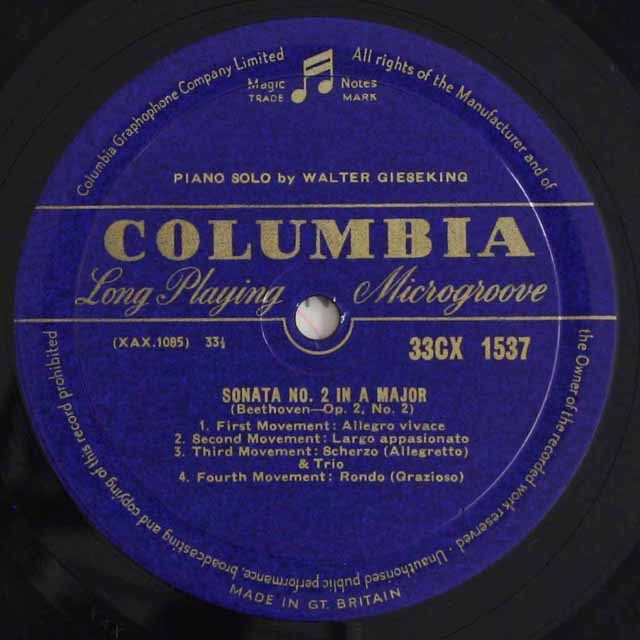 Columbia Graphophone Company Limited
All rights of the Manufacturer and of
the Owner of the recorded work reserved · Unauthorised public performance, broadcasting and copying of this record prohibited
Magic Notes
TRADE MARK
PIANO SOLO by WALTER GIESEKING
COLUMBIA
Long Playing Microgroove
(XAX.1085) 33⅓
33CX 1537
SONATA NO. 2 IN A MAJOR
(Beethoven—Op. 2, No. 2)
1. First Movement: Allegro vivace
2. Second Movement: Largo appasionato
3. Third Movement: Scherzo (Allegretto)
& Trio
4. Fourth Movement: Rondo (Grazioso)
MADE IN GT. BRITAIN